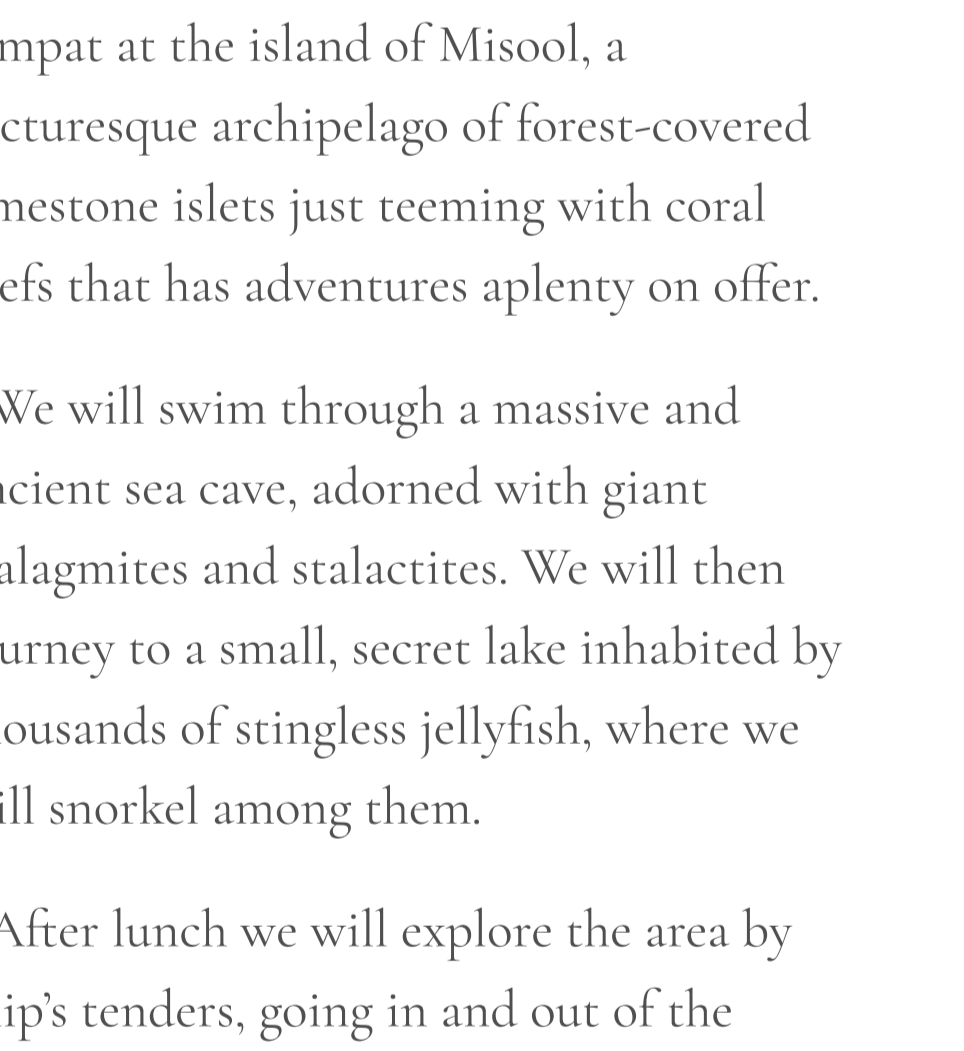 mpat at the island of Misool, a
cturesque archipelago of forest-covered
mestone islets just teeming with coral
efs that has adventures aplenty on offer.
We will swim through a massive and
ncient sea cave, adorned with giant
alagmites and stalactites. We will then
urney to a small, secret lake inhabited by
ousands of stingless jellyfish, where we
ill snorkel among them.
After lunch we will explore the area by
ip’s tenders, going in and out of the